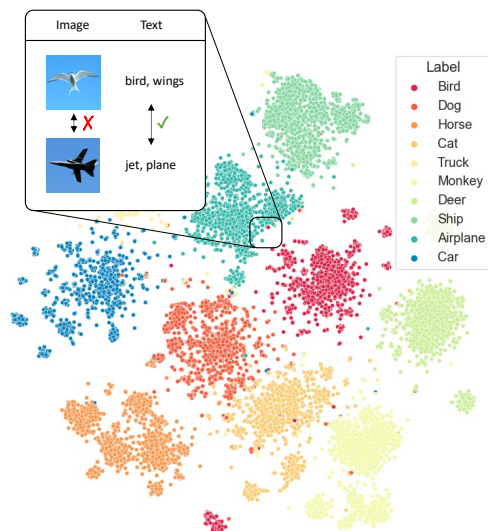 Image Text
bird, wings
✗ ✓
jet, plane
Label
Bird
Dog
Horse
Cat
Truck
Monkey
Deer
Ship
Airplane
Car